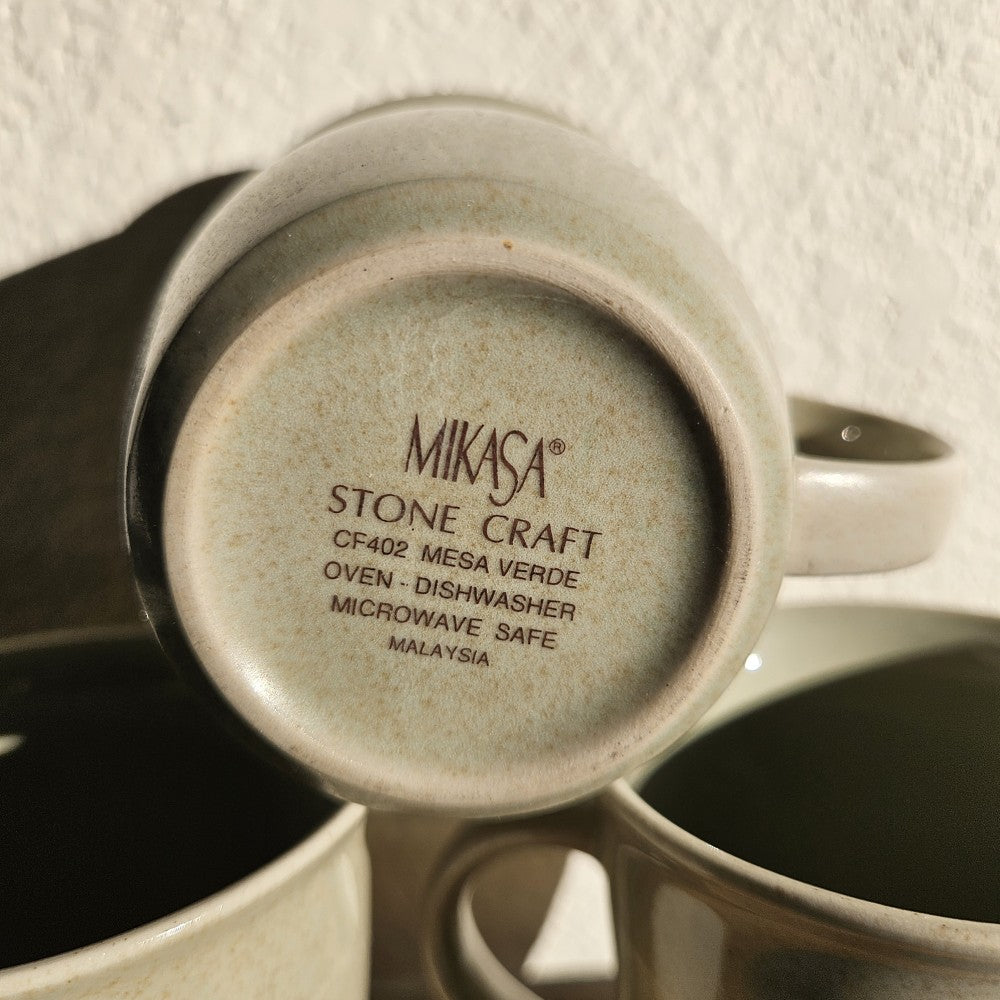 MIKASA®
STONE CRAFT
CF402 MESA VERDE
OVEN - DISHWASHER
MICROWAVE SAFE
MALAYSIA